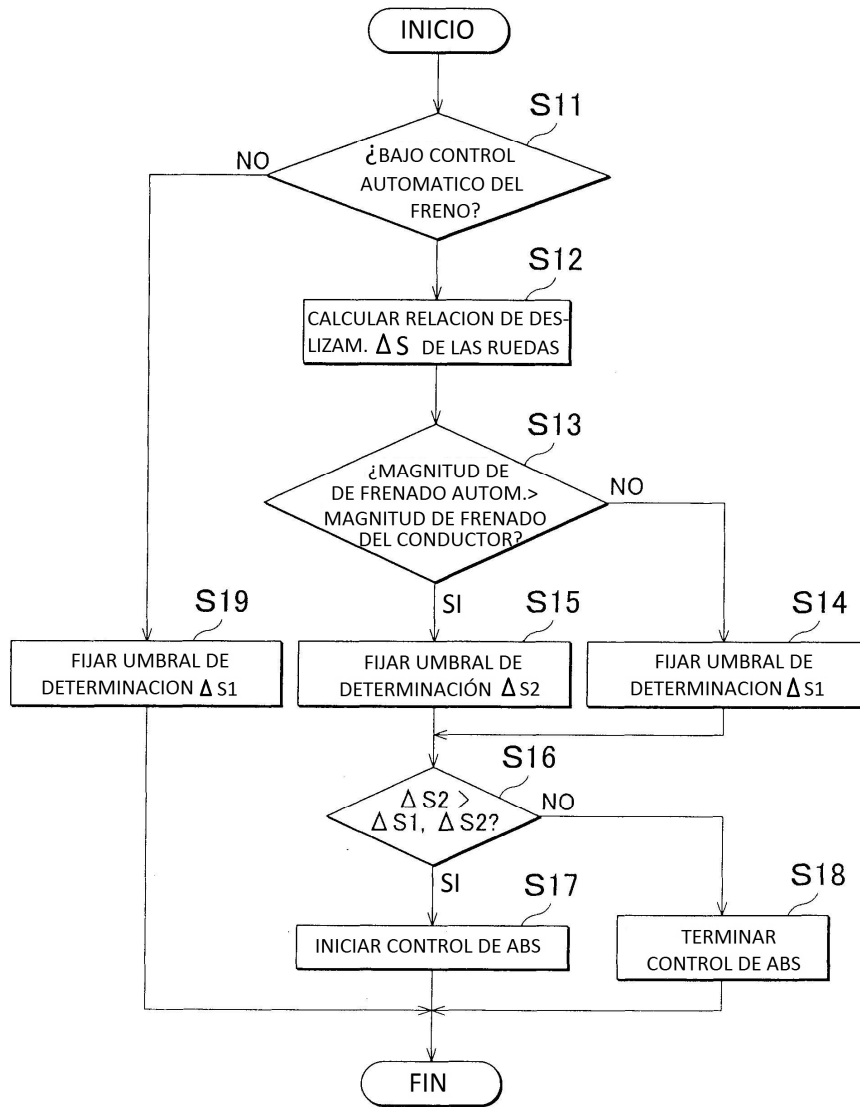 INICIO
S11
¿BAJO CONTROL
AUTOMATICO DEL
FRENO?
NO
S12
CALCULAR RELACION DE DES-
LIZAM. ΔS DE LAS RUEDAS
S13
¿MAGNITUD DE
DE FRENADO AUTOM.>
MAGNITUD DE FRENADO
DEL CONDUCTOR?
NO
SI
S19
FIJAR UMBRAL DE
DETERMINACION ΔS1
S15
FIJAR UMBRAL DE
DETERMINACIÓN ΔS2
S14
FIJAR UMBRAL DE
DETERMINACION ΔS1
S16
ΔS2 >
ΔS1, ΔS2?
NO
SI
S17
INICIAR CONTROL DE ABS
S18
TERMINAR
CONTROL DE ABS
FIN